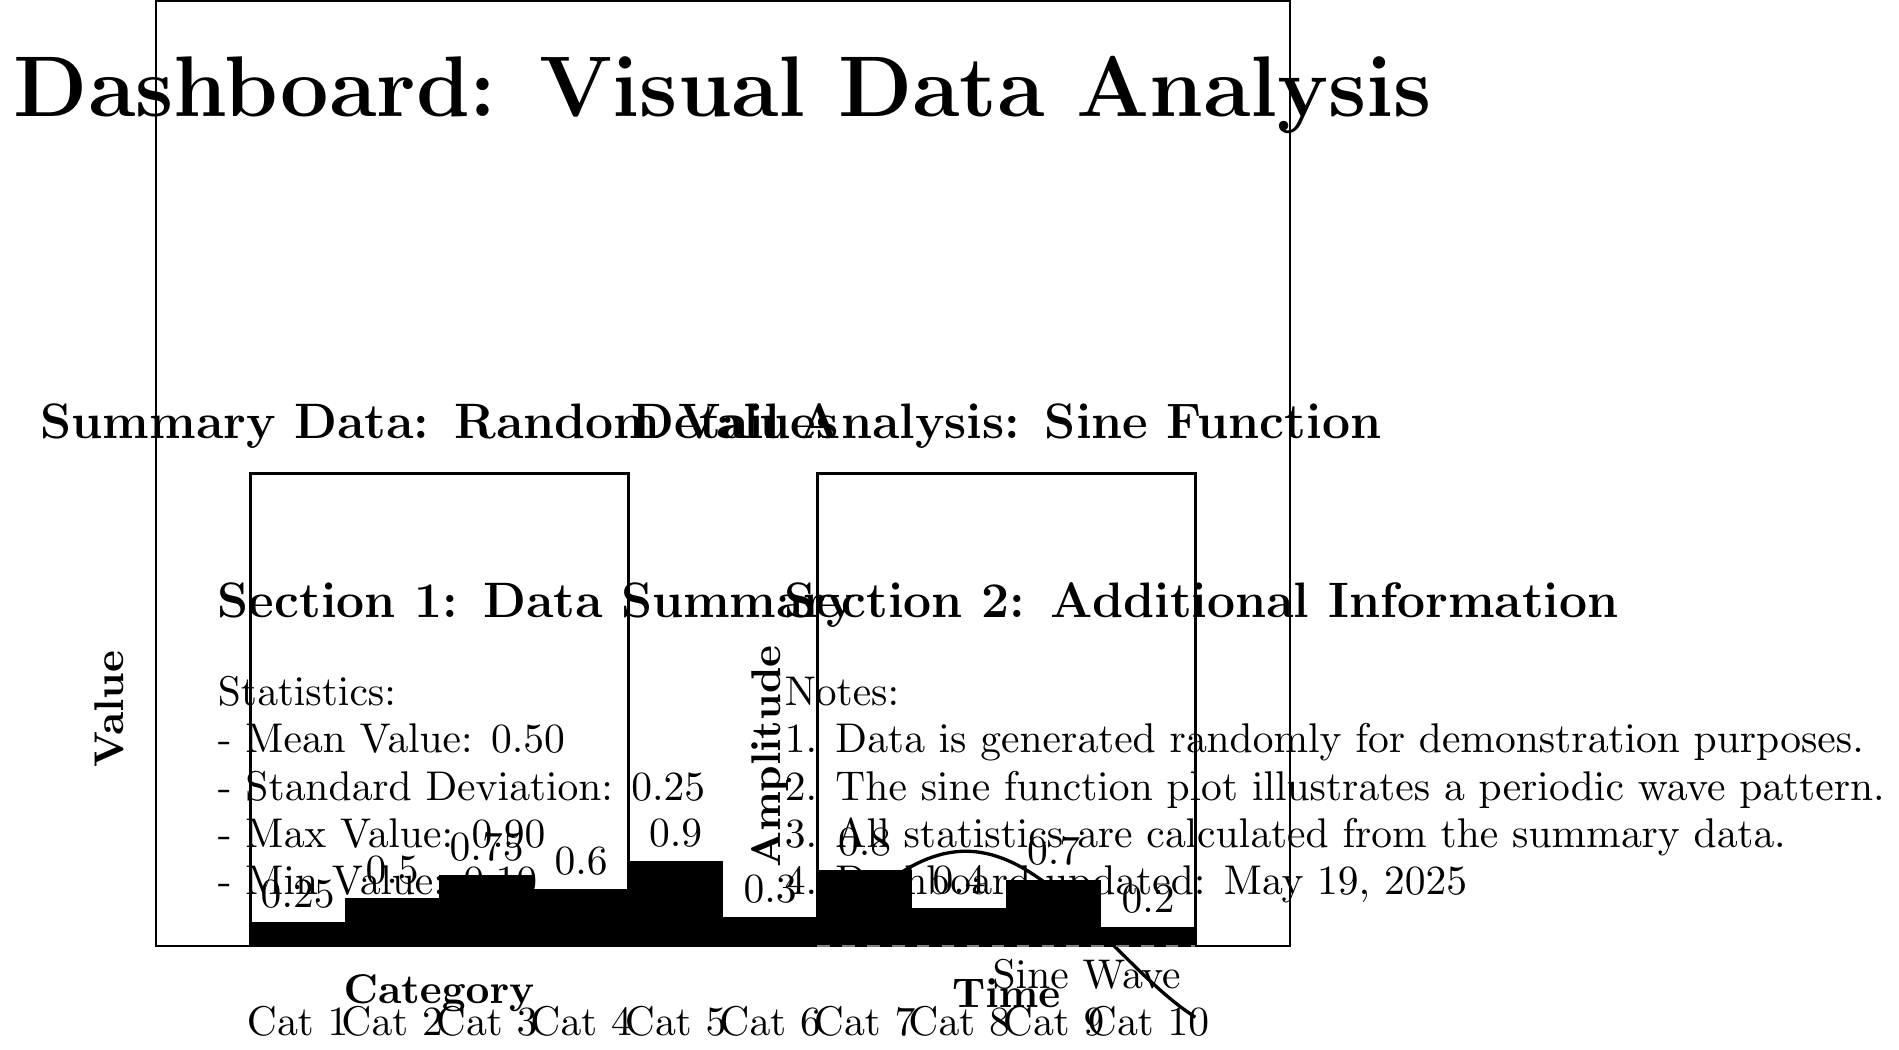 Dashboard: Visual Data Analysis
Summary Data: Random Values
Detail Analysis: Sine Function
Section 1: Data Summary
Section 2: Additional Information
Value
Amplitude
Statistics:
- Mean Value: 0.50
- Standard Deviation: 0.25
- Max Value: 0.90
- Min Value: 0.10
Notes:
1. Data is generated randomly for demonstration purposes.
2. The sine function plot illustrates a periodic wave pattern.
3. All statistics are calculated from the summary data.
4. Dashboard updated: May 19, 2025
0.25
0.5
0.75
0.6
0.9
0.3
0.8
0.4
0.7
0.2
Sine Wave
Category
Time
Cat 1
Cat 2
Cat 3
Cat 4
Cat 5
Cat 6
Cat 7
Cat 8
Cat 9
Cat 10